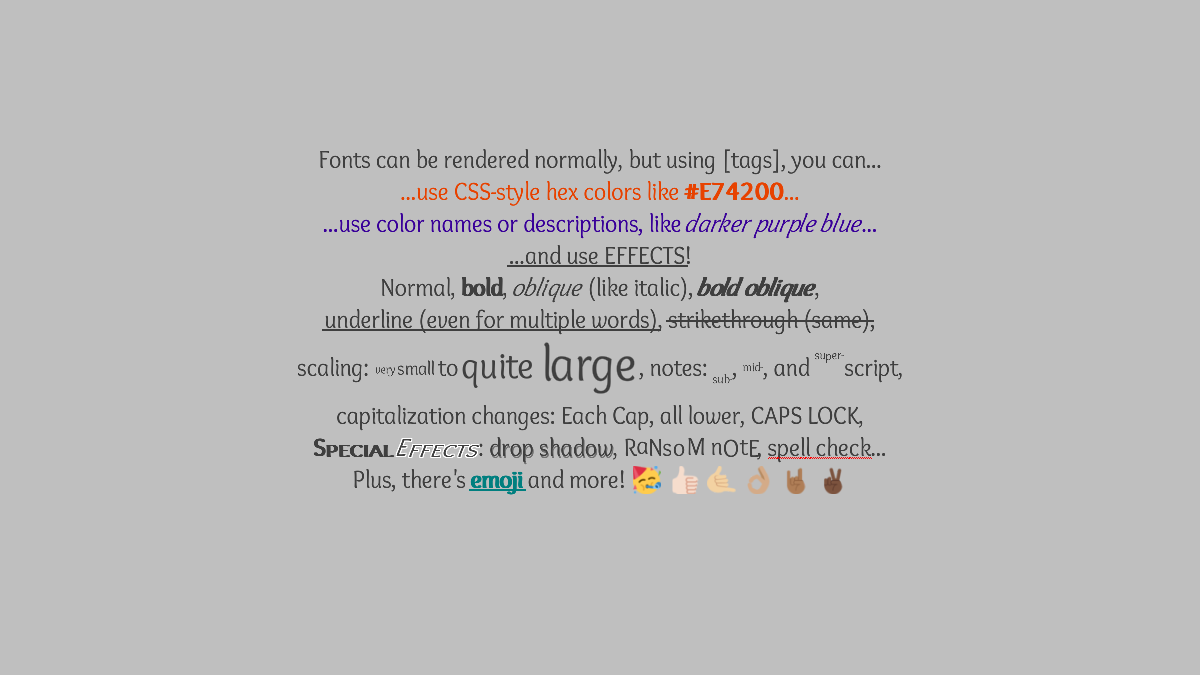 Fonts can be rendered normally, but using [tags], you can...
...use CSS-style hex colors like #E74200...
...use color names or descriptions, like darker purple blue...
...and use EFFECTS!
Normal, bold, oblique (like italic), bold oblique,
underline (even for multiple words), strikethrough (same),
scaling: very small to quite large, notes: sub-, mid-, and super-script,
capitalization changes: Each Cap, all lower, CAPS LOCK,
Special Effects: drop shadow, RaNsoM nOtE, spell check...
Plus, there's emoji and more! 🥳 👍🏻 🤙🏼 👌🏽 🤘🏾 ✌🏿